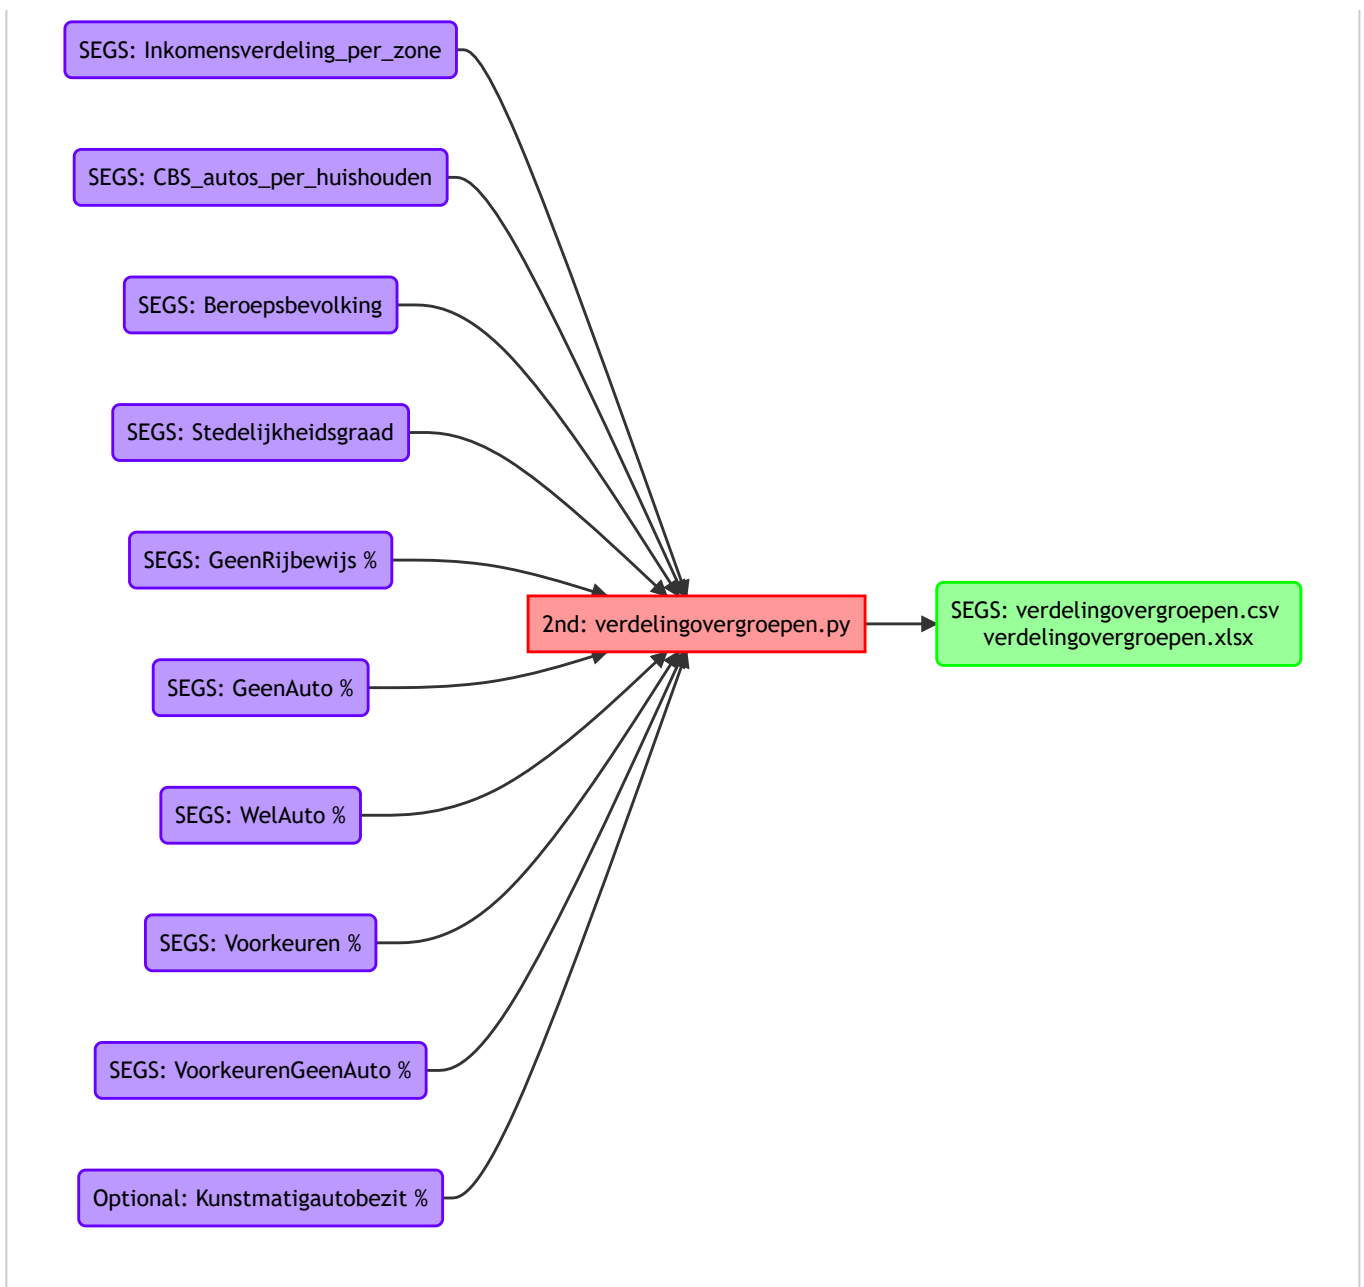 SEGS: Inkomensverdeling_per_zone
SEGS: CBS_autos_per_huishouden
SEGS: Beroepsbevolking
SEGS: Stedelijkheidsgraad
SEGS: GeenRijbewijs %
SEGS: GeenAuto %
SEGS: WelAuto %
SEGS: Voorkeuren %
SEGS: VoorkeurenGeenAuto %
Optional: Kunstmatigautobezit %
2nd: verdelingovergroepen.py
SEGS: verdelingovergroepen.csv
verdelingovergroepen.xlsx